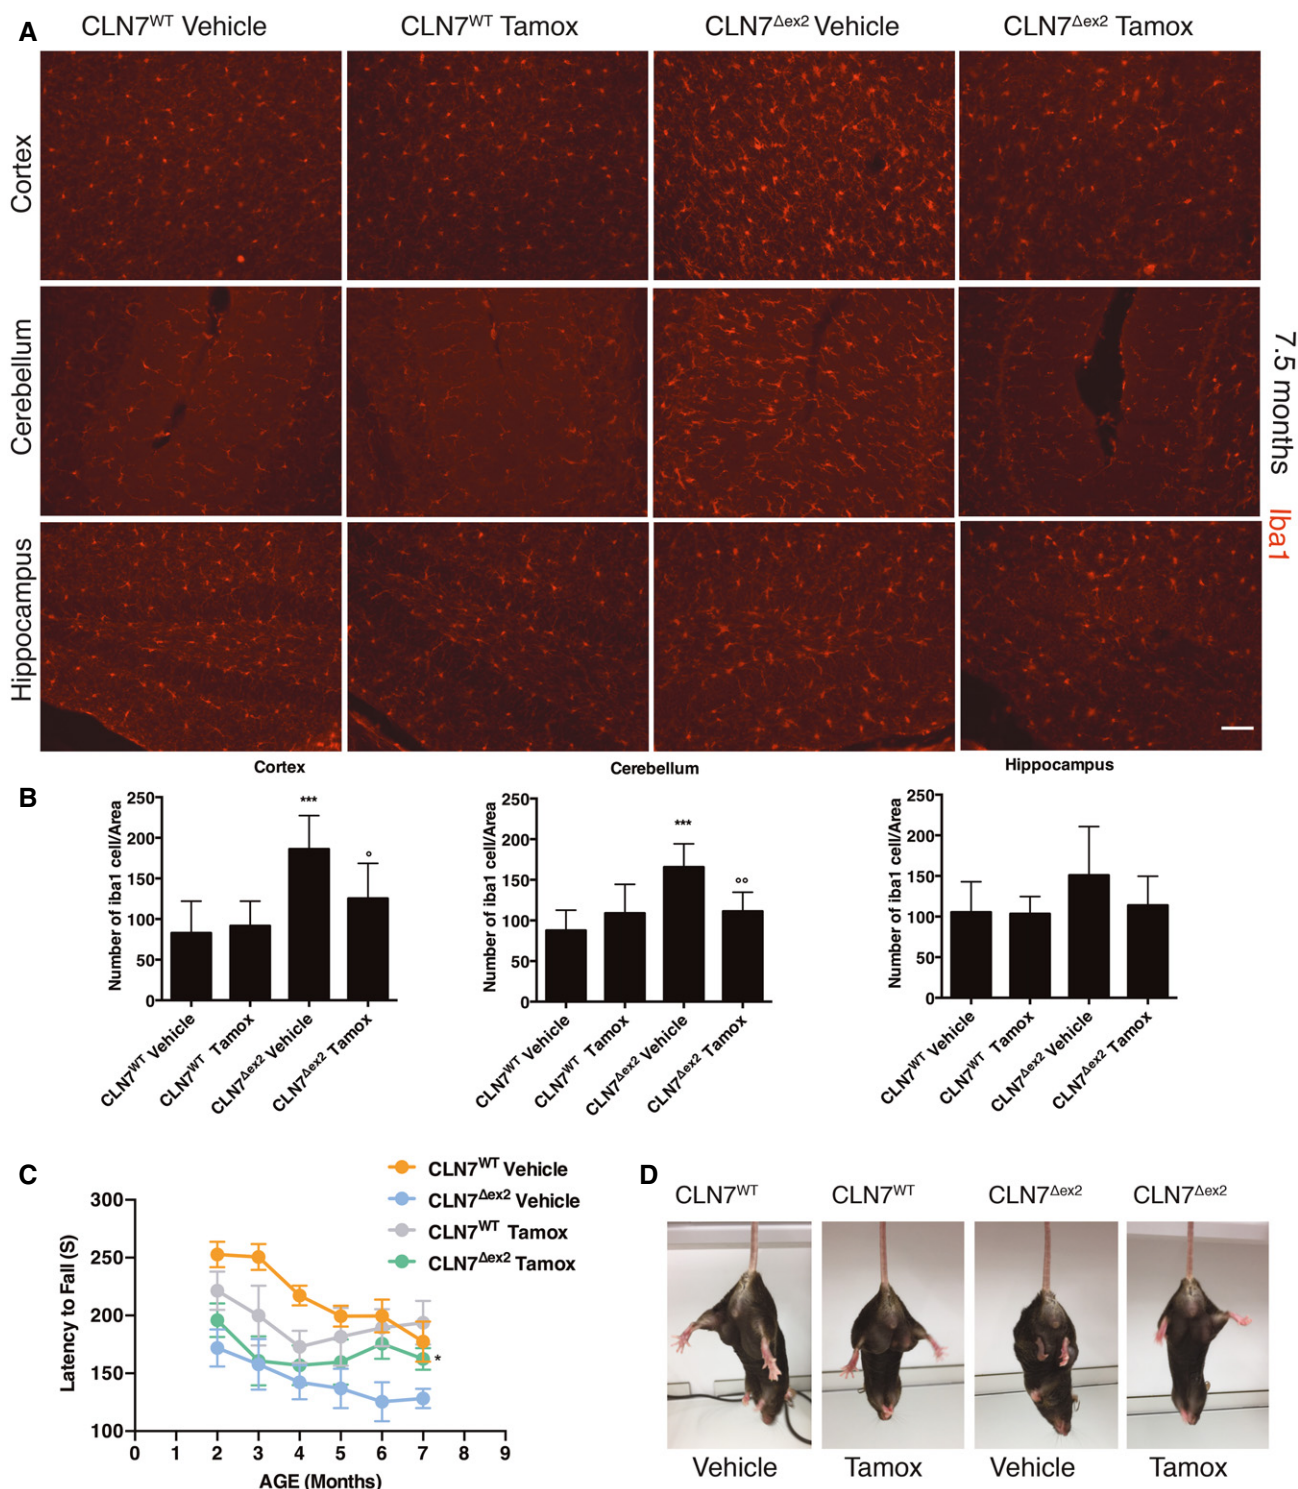 A
CLN7WT Vehicle
CLN7WT Tamox
CLN7Δex2 Vehicle
CLN7Δex2 Tamox
Cortex
Cerebellum
Hippocampus
7.5 months
Iba1
B
Cortex
Number of iba1 cell/Area
250
200
150
100
50
0
***
°
CLN7WT Vehicle
CLN7WT Tamox
CLN7Δex2 Vehicle
CLN7Δex2 Tamox
Cerebellum
Number of iba1 cell/Area
250
200
150
100
50
0
***
°°
CLN7WT Vehicle
CLN7WT Tamox
CLN7Δex2 Vehicle
CLN7Δex2 Tamox
Hippocampus
Number of iba1 cell/Area
250
200
150
100
50
0
CLN7WT Vehicle
CLN7WT Tamox
CLN7Δex2 Vehicle
CLN7Δex2 Tamox
C
CLN7WT Vehicle
CLN7Δex2 Vehicle
CLN7WT Tamox
CLN7Δex2 Tamox
Latency to Fall (S)
300
250
200
150
100
*
0 1 2 3 4 5 6 7 8 9
AGE (Months)
D
CLN7WT
CLN7WT
CLN7Δex2
CLN7Δex2
Vehicle
Tamox
Vehicle
Tamox